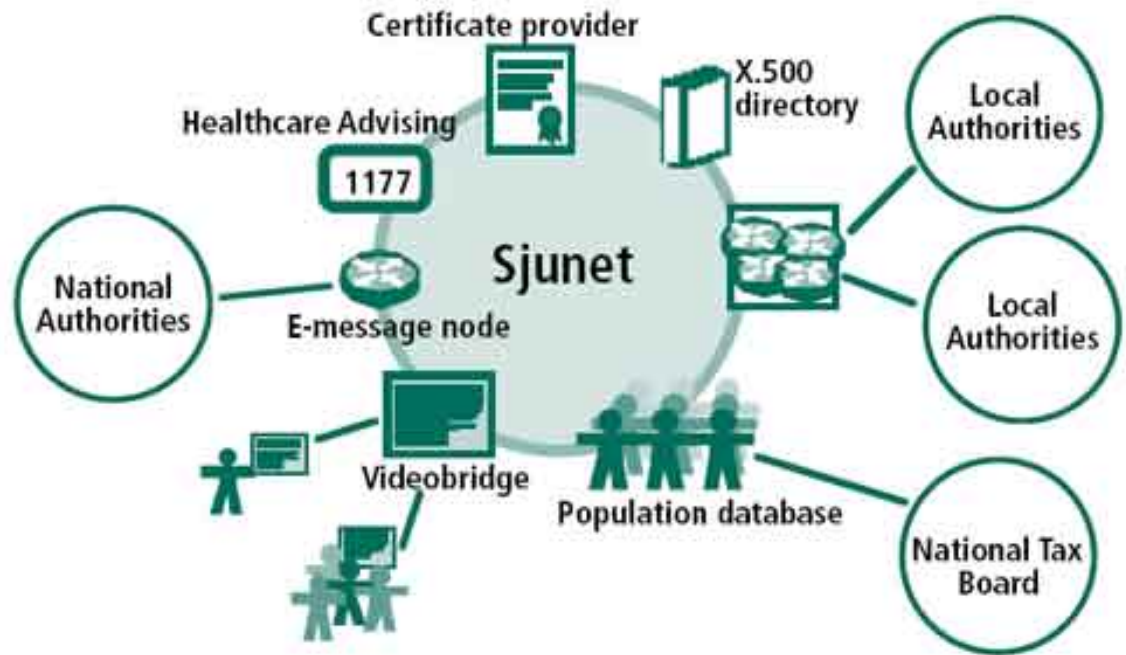 Certificate provider
X.500
directory
Local
Authorities
Healthcare Advising
1177
Sjunet
National
Authorities
E-message node
Local
Authorities
Videobridge
Population database
National Tax
Board